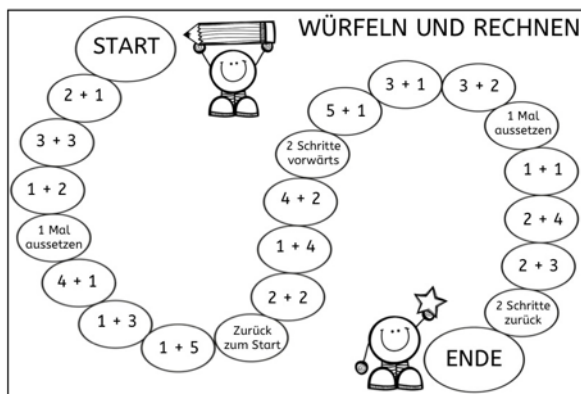 WÜRFELN UND RECHNEN
START
2 + 1
3 + 3
1 + 2
1 Mal
aussetzen
4 + 1
1 + 3
1 + 5
Zurück
zum Start
2 + 2
1 + 4
4 + 2
2 Schritte
vorwärts
5 + 1
3 + 1
3 + 2
1 Mal
aussetzen
1 + 1
2 + 4
2 + 3
2 Schritte
zurück
ENDE